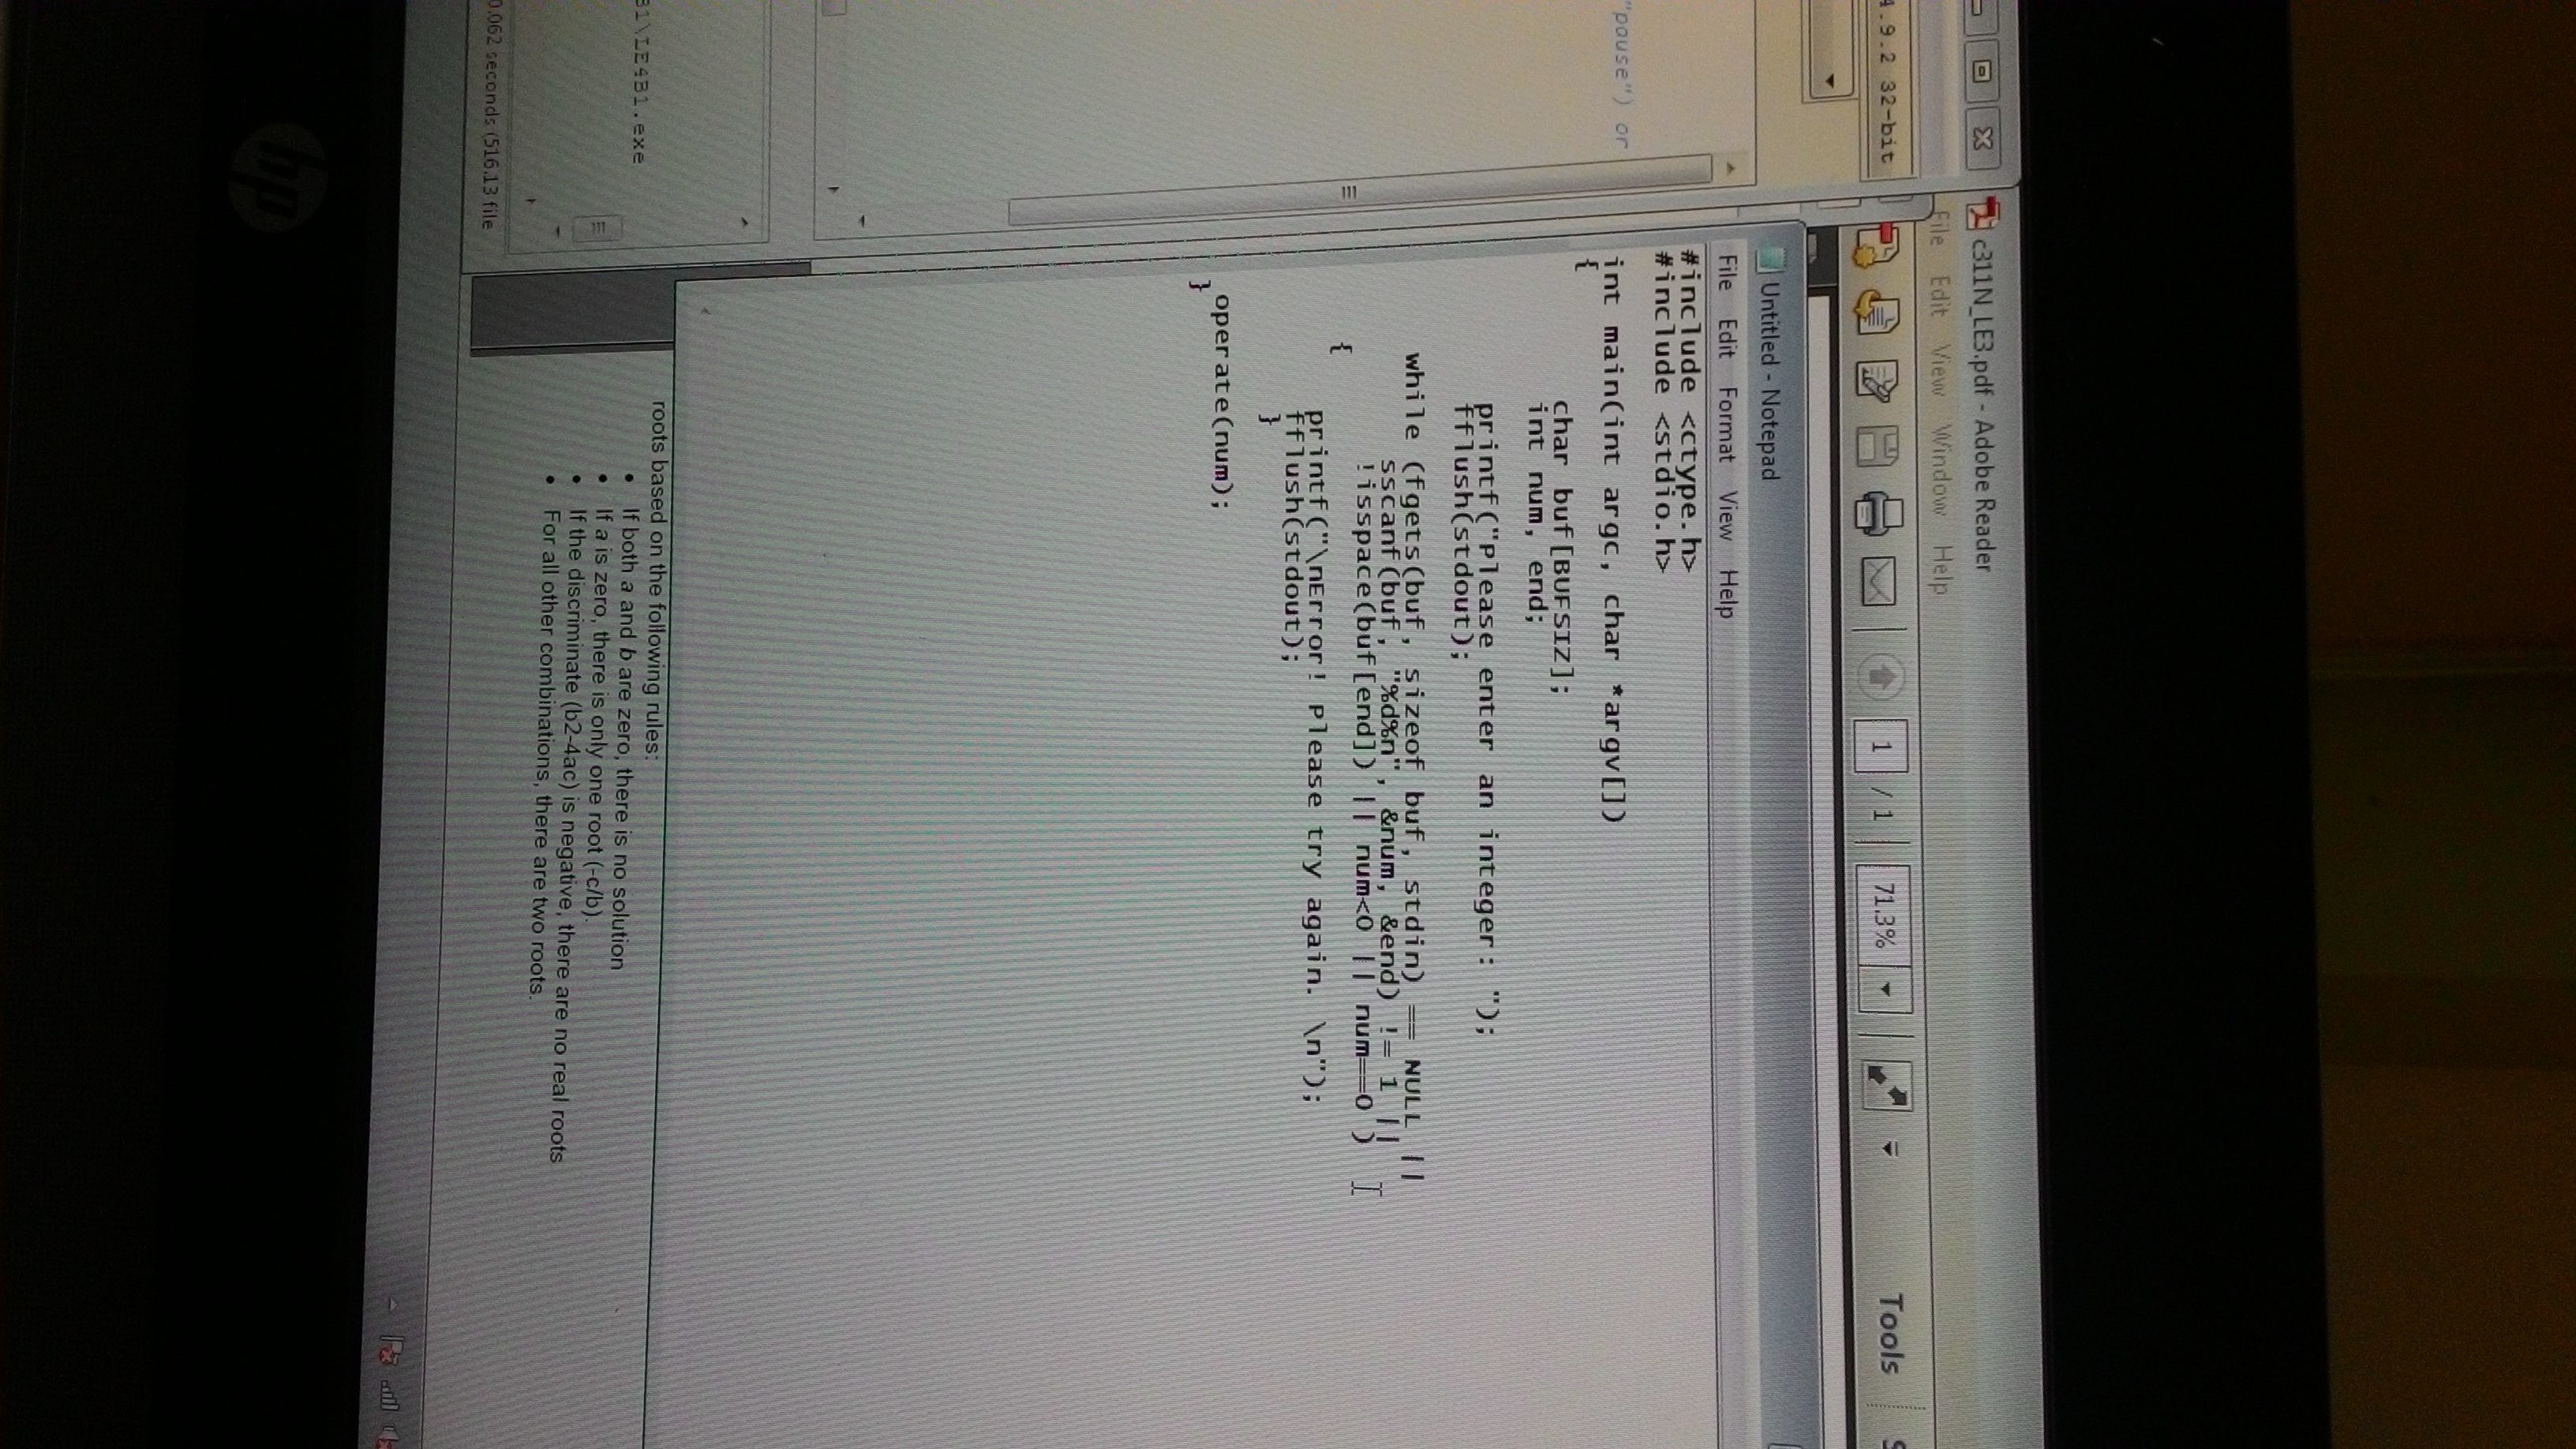 c311N_LE3.pdf - Adobe Reader
File Edit View Window Help
4.9.2 32-bit
1 / 1 71.3% Tools
Untitled - Notepad
File Edit Format View Help
"pause") or
#include <ctype.h>
#include <stdio.h>
int main(int argc, char *argv[])
{
char buf[BUFSIZ];
int num, end;
printf("Please enter an integer: ");
fflush(stdout);
while (fgets(buf, sizeof buf, stdin) == NULL ||
sscanf(buf, "%d%n", &num, &end) != 1 ||
!isspace(buf[end]) || num<0 || num==0 )
{
printf("\nError! Please try again. \n");
fflush(stdout);
}
operate(num);
}
B1\LE4B1.exe
0.062 seconds (516.13 file
roots based on the following rules:
• If both a and b are zero, there is no solution
• If a is zero, there is only one root (-c/b).
• If the discriminate (b2-4ac) is negative, there are no real roots
• For all other combinations, there are two roots.
hp